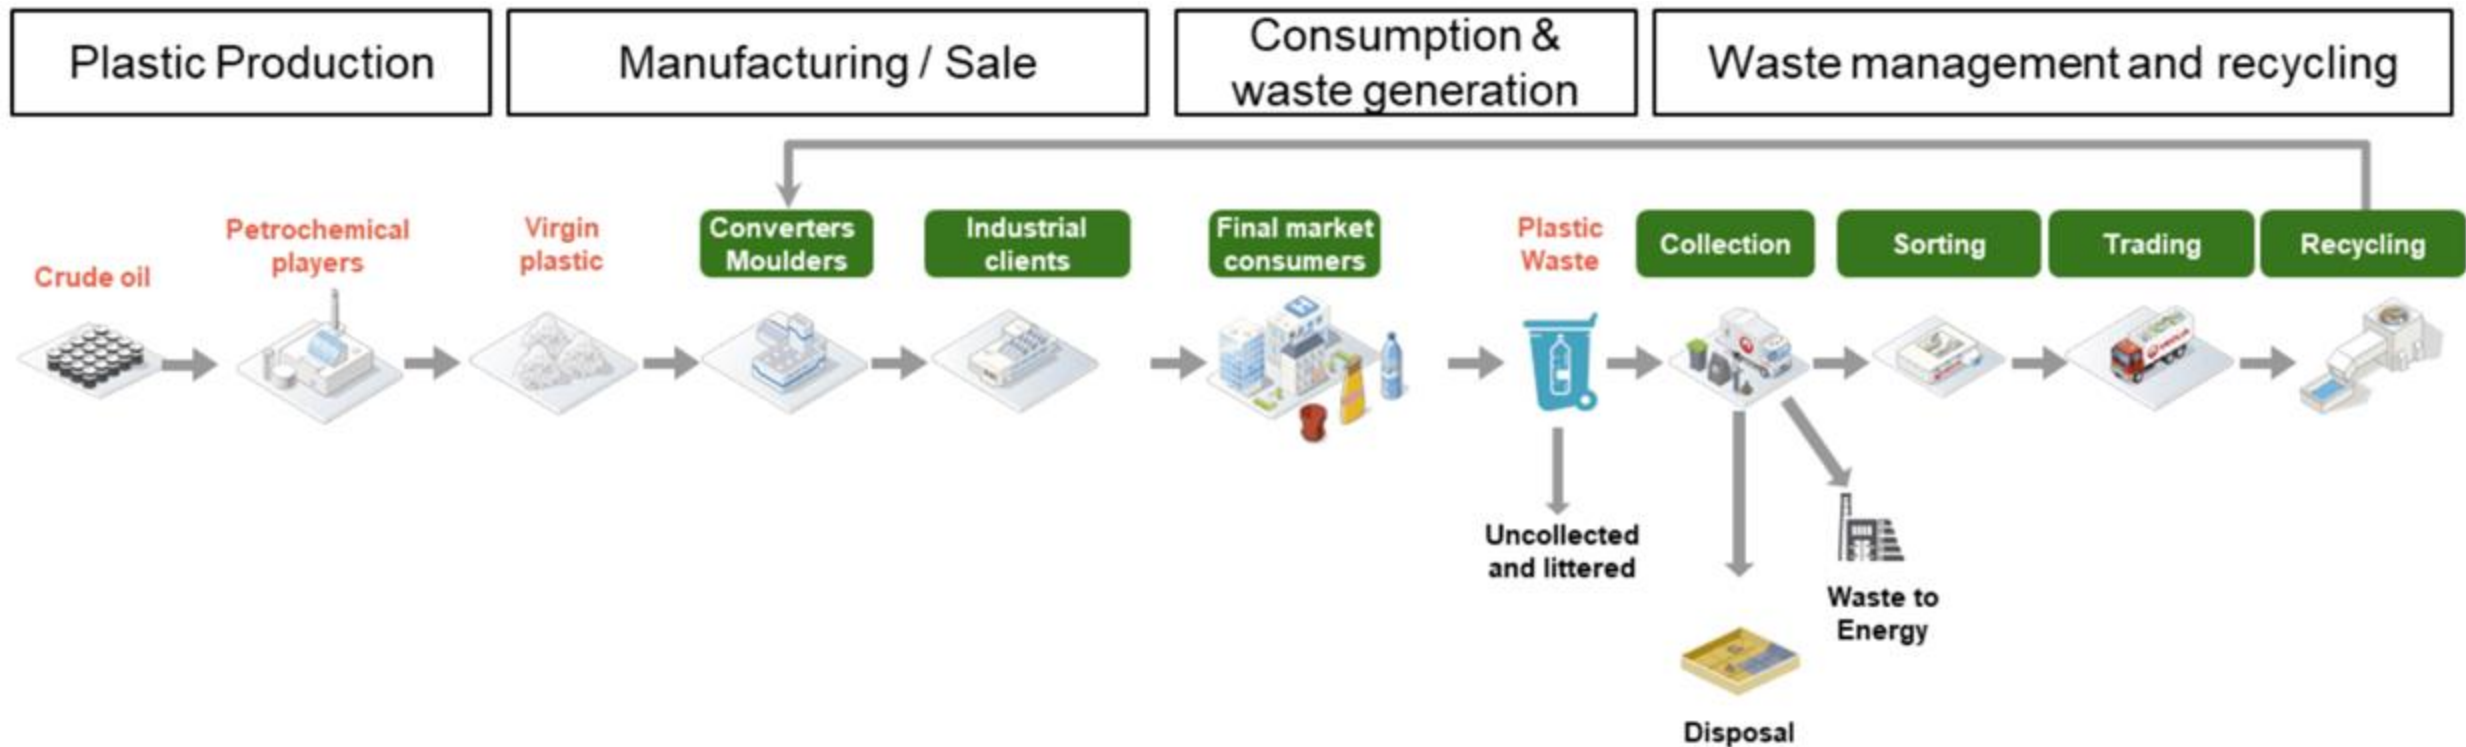 Plastic Production
Manufacturing / Sale
Consumption &
waste generation
Waste management and recycling
Crude oil
Petrochemical
players
Virgin
plastic
Converters
Moulders
Industrial
clients
Final market
consumers
Plastic
Waste
Collection
Sorting
Trading
Recycling
Uncollected
and littered
Waste to
Energy
Disposal